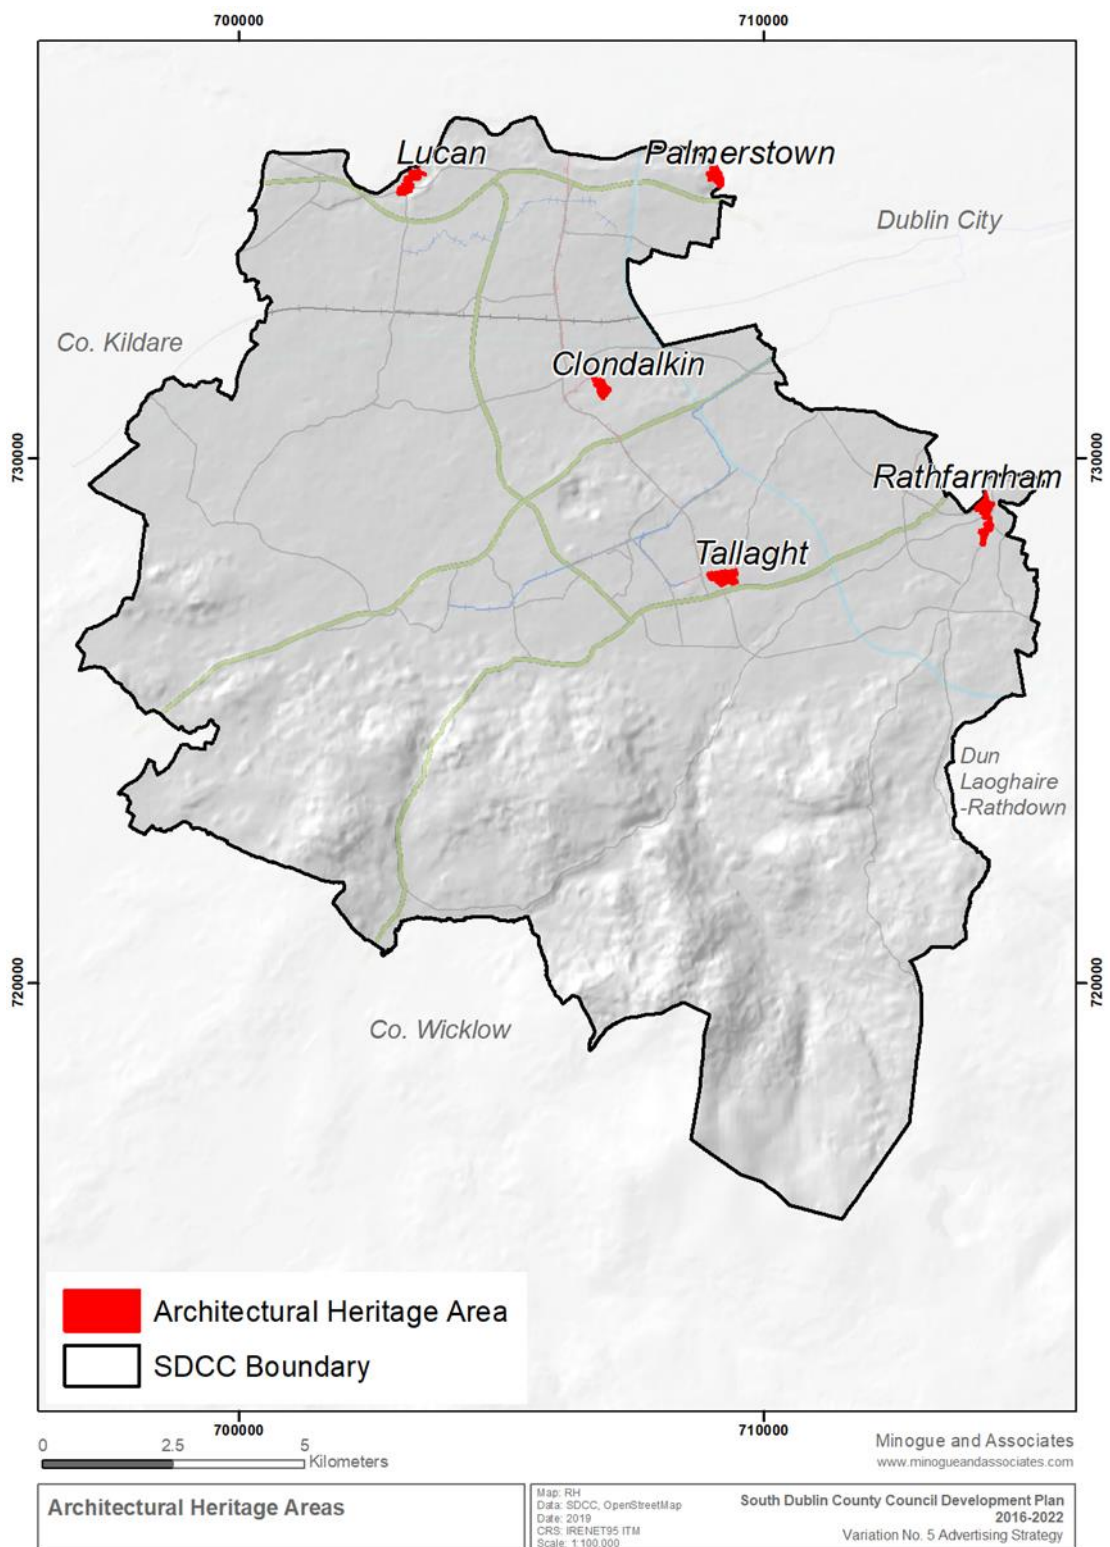 700000
710000
Lucan
Palmerstown
Dublin City
Co. Kildare
Clondalkin
730000
730000
Rathfarnham
Tallaght
Dun
Laoghaire
-Rathdown
720000
720000
Co. Wicklow
Architectural Heritage Area
SDCC Boundary
700000
710000
0 2.5 5
Kilometers
Minogue and Associates
www.minogueandassociates.com
Architectural Heritage Areas
Map: RH
Data: SDCC, OpenStreetMap
Date: 2019
CRS: IRENET95 ITM
Scale: 1:100,000
South Dublin County Council Development Plan
2016-2022
Variation No. 5 Advertising Strategy